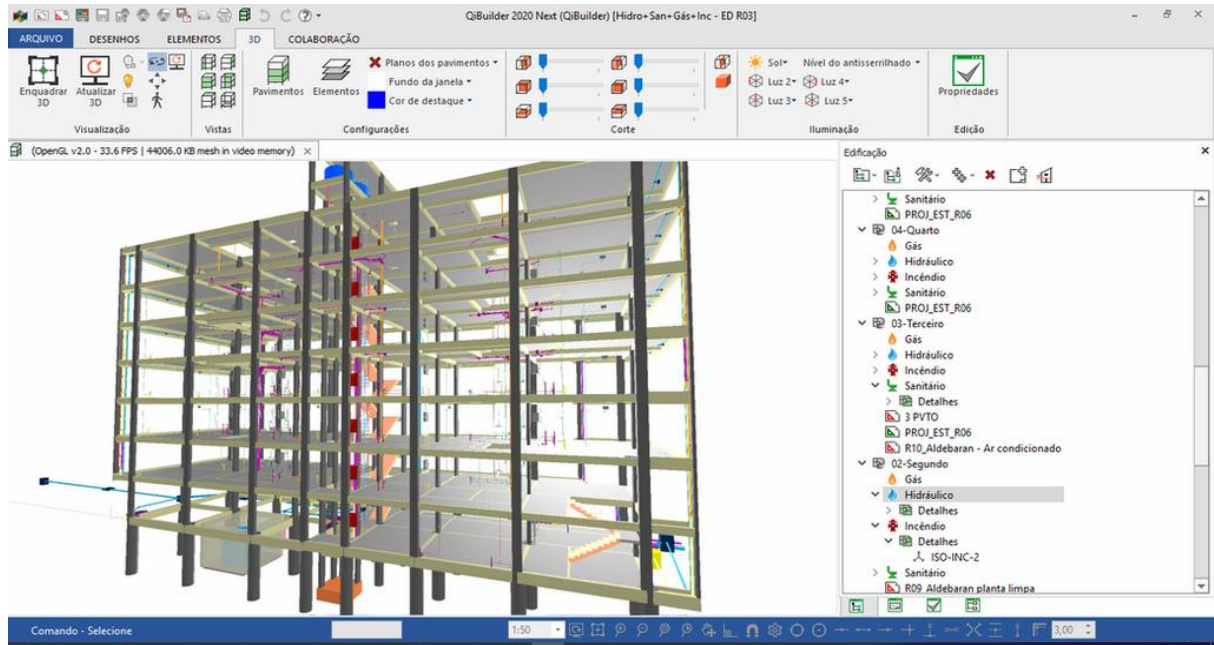 QiBuilder 2020 Next (QiBuilder) [Hidro+San+Gás+Inc - ED R03]
ARQUIVO DESENHOS ELEMENTOS 3D COLABORAÇÃO
Enquadrar 3D
Atualizar 3D
Visualização
Vistas
Pavimentos
Elementos
Planos dos pavimentos
Fundo da janela
Cor de destaque
Configurações
Corte
Sol Nível do antisserrilhado
Luz 2 Luz 4
Luz 3 Luz 5
Iluminação
Propriedades
Edição
(OpenGL v2.0 - 33.6 FPS | 44006.0 KB mesh in video memory)
Edificação
Sanitário
PROJ_EST_R06
04-Quarto
Gás
Hidráulico
Incêndio
Sanitário
PROJ_EST_R06
03-Terceiro
Gás
Hidráulico
Incêndio
Sanitário
Detalhes
3 PVTO
PROJ_EST_R06
R10_Aldebaran - Ar condicionado
02-Segundo
Gás
Hidráulico
Detalhes
Incêndio
Detalhes
ISO-INC-2
Sanitário
R09_Aldebaran planta limpa
Comando - Selecione
1:50
3,00